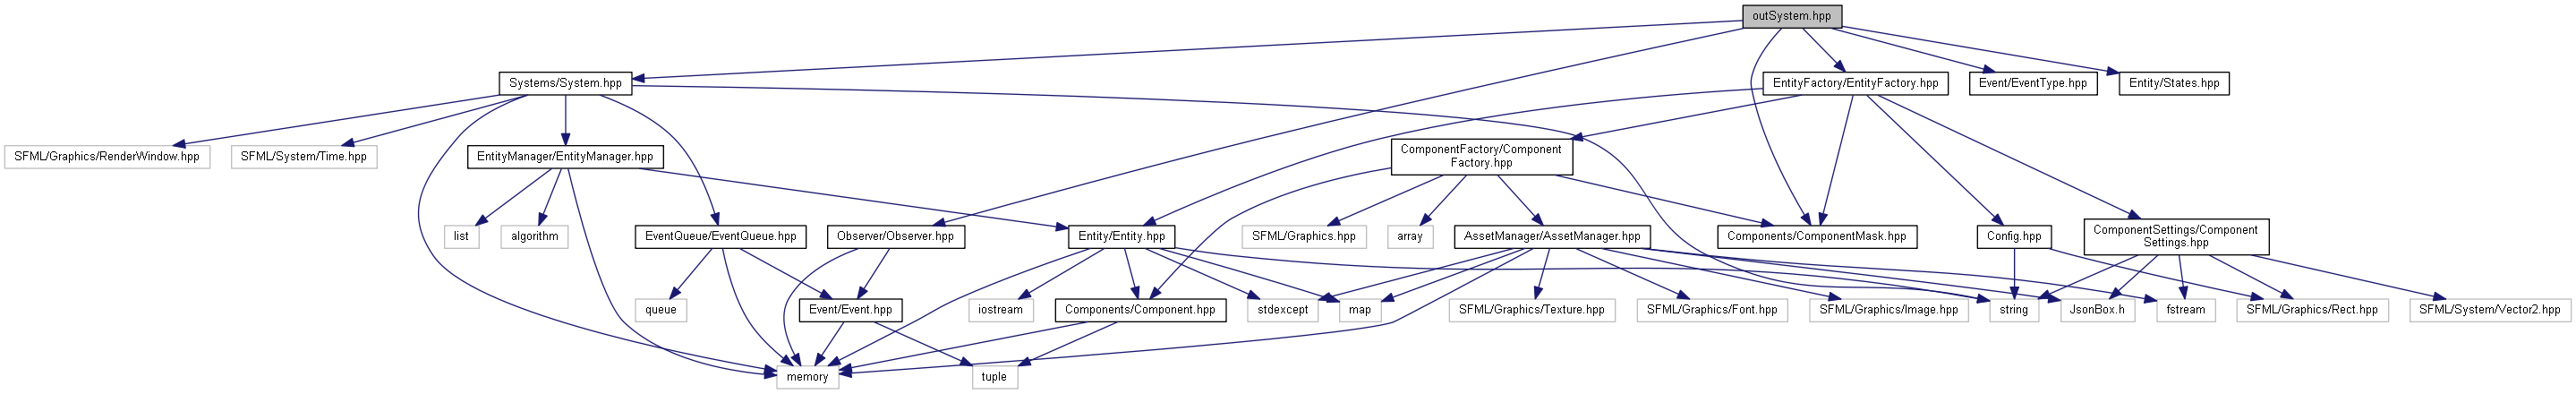 outSystem.hpp
Systems/System.hpp
EntityFactory/EntityFactory.hpp
Event/EventType.hpp
Entity/States.hpp
SFML/Graphics/RenderWindow.hpp
SFML/System/Time.hpp
EntityManager/EntityManager.hpp
ComponentFactory/Component
Factory.hpp
list
algorithm
EventQueue/EventQueue.hpp
Observer/Observer.hpp
Entity/Entity.hpp
SFML/Graphics.hpp
array
AssetManager/AssetManager.hpp
Components/ComponentMask.hpp
Config.hpp
ComponentSettings/Component
Settings.hpp
queue
Event/Event.hpp
iostream
Components/Component.hpp
stdexcept
map
SFML/Graphics/Texture.hpp
SFML/Graphics/Font.hpp
SFML/Graphics/Image.hpp
string
JsonBox.h
fstream
SFML/Graphics/Rect.hpp
SFML/System/Vector2.hpp
memory
tuple